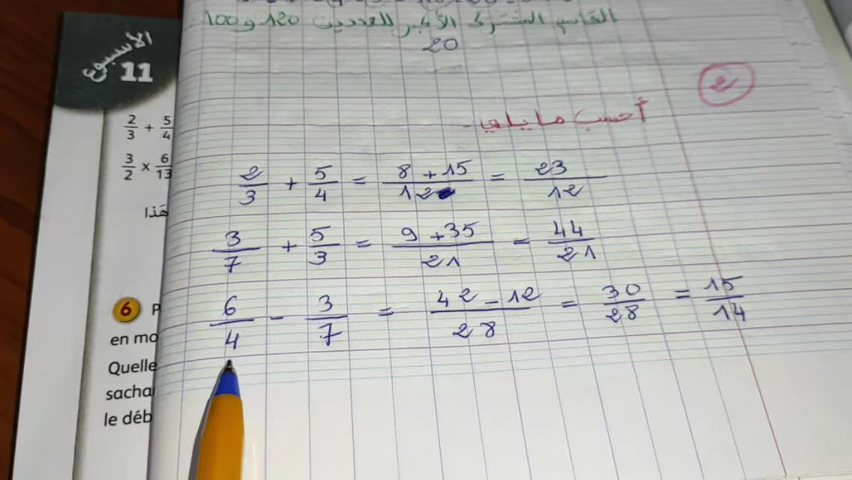 القاسم المشترك الأكبر للعددين 120 و 100
20
2
أحسب ما يلي
2/3 + 5/4 = 8 + 15/12 = 23/12
3/7 + 5/3 = 9 + 35/21 = 44/21
6/4 - 3/7 = 42 - 12/28 = 30/28 = 15/14
الأسبوع
11
2/3 + 5/4
3/2 × 6/13
هَذا
6 P
en mo
Quelle
sacha
le déb